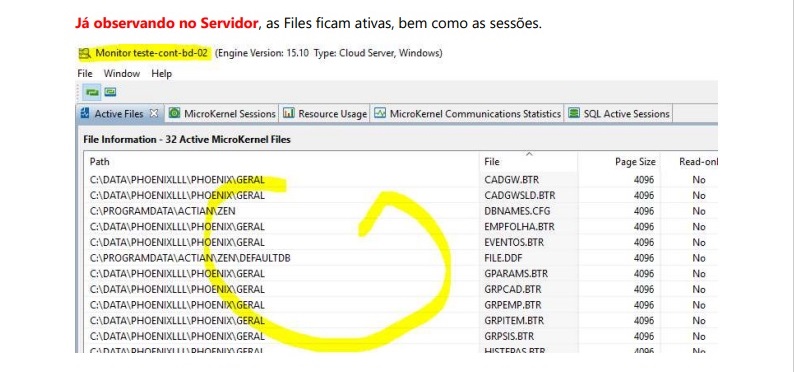 Já observando no Servidor, as Files ficam ativas, bem como as sessões.
Monitor teste-cont-bd-02 (Engine Version: 15.10 Type: Cloud Server, Windows)
File Window Help
Active Files MicroKernel Sessions Resource Usage MicroKernel Communications Statistics SQL Active Sessions
File Information - 32 Active MicroKernel Files
Path File Page Size Read-onl
C:\DATA\PHOENIXLLL\PHOENIX\GERAL CADGW.BTR 4096 No
C:\DATA\PHOENIXLLL\PHOENIX\GERAL CADGWSLD.BTR 4096 No
C:\PROGRAMDATA\ACTIAN\ZEN DBNAMES.CFG 4096 No
C:\DATA\PHOENIXLLL\PHOENIX\GERAL EMPFOLHA.BTR 4096 No
C:\DATA\PHOENIXLLL\PHOENIX\GERAL EVENTOS.BTR 4096 No
C:\PROGRAMDATA\ACTIAN\ZEN\DEFAULTDB FILE.DDF 4096 No
C:\DATA\PHOENIXLLL\PHOENIX\GERAL GPARAMS.BTR 4096 No
C:\DATA\PHOENIXLLL\PHOENIX\GERAL GRPCAD.BTR 4096 No
C:\DATA\PHOENIXLLL\PHOENIX\GERAL GRPEMP.BTR 4096 No
C:\DATA\PHOENIXLLL\PHOENIX\GERAL GRPITEM.BTR 4096 No
C:\DATA\PHOENIXLLL\PHOENIX\GERAL GRPSIS.BTR 4096 No
C:\DATA\PHOENIXLLL\PHOENIX\GERAL HISTEPAS.BTR 4096 No